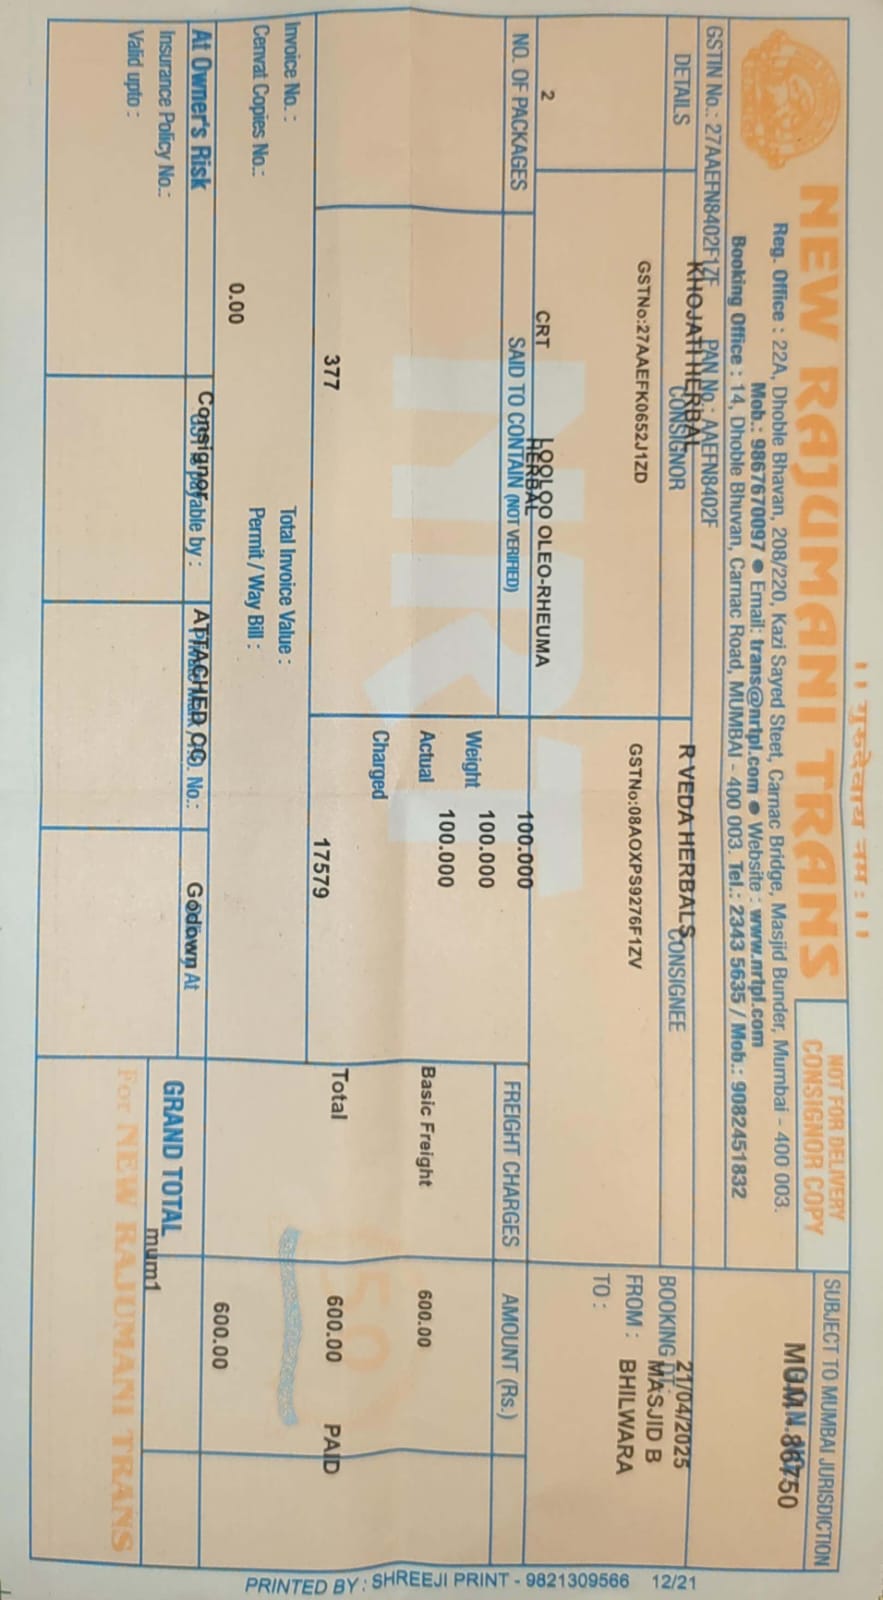 ।। गुरुदेवाय नमः ।।
NEW RAJUMANI TRANS
Reg. Office : 22A, Dhoble Bhavan, 208/220, Kazi Sayed Steet, Carnac Bridge, Masjid Bunder, Mumbai - 400 003.
Mob.: 9867670097 ● Email: trans@nrtpl.com ● Website : www.nrtpl.com
Booking Office : 14, Dhoble Bhuvan, Carnac Road, MUMBAI - 400 003. Tel.: 2343 5635 / Mob.: 9082451832
NOT FOR DELIVERY
CONSIGNOR COPY
SUBJECT TO MUMBAI JURISDICTION
86750
GSTIN No.: 27AAEFN8402F1ZF PAN No.: AAEFN8402F
DETAILS
CONSIGNOR
KHOJATI HERBAL
GSTNo:27AAEFK0652J1ZD
R VEDA HERBALS
CONSIGNEE
GSTNo:08AOXPS9276F1ZV
BOOKING DT.:
21/04/2025
FROM : MASJID B
TO : BHILWARA
2
CRT
LOOLOO OLEO-RHEUMA
HERBAL
NO. OF PACKAGES
SAID TO CONTAIN (NOT VERIFIED)
100.000
Weight 100.000
Actual 100.000
Charged
FREIGHT CHARGES
AMOUNT (Rs.)
Basic Freight
600.00
377
17579
Total
600.00
PAID
Invoice No. :
Total Invoice Value :
Cenvat Copies No.:
Permit / Way Bill :
0.00
600.00
At Owner's Risk
Consignor
payable by :
ATTACHED CC
No.:
Godown At
Insurance Policy No.:
Valid upto :
GRAND TOTAL
mum1
For NEW RAJUMANI TRANS
NRT
PRINTED BY : SHREEJI PRINT - 9821309566 12/21